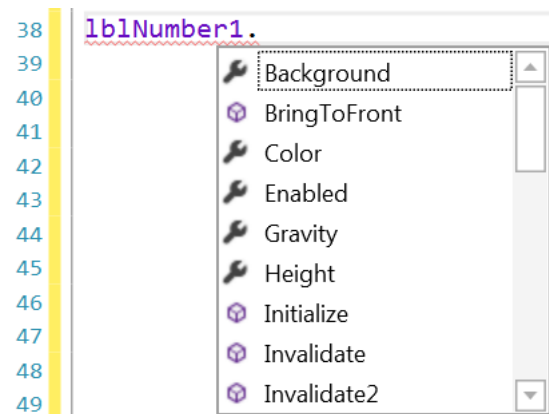 38 lblNumber1.
39 Background
40 BringToFront
41 Color
42 Enabled
43 Gravity
44 Height
45 Initialize
46 Invalidate
47 Invalidate2
48
49